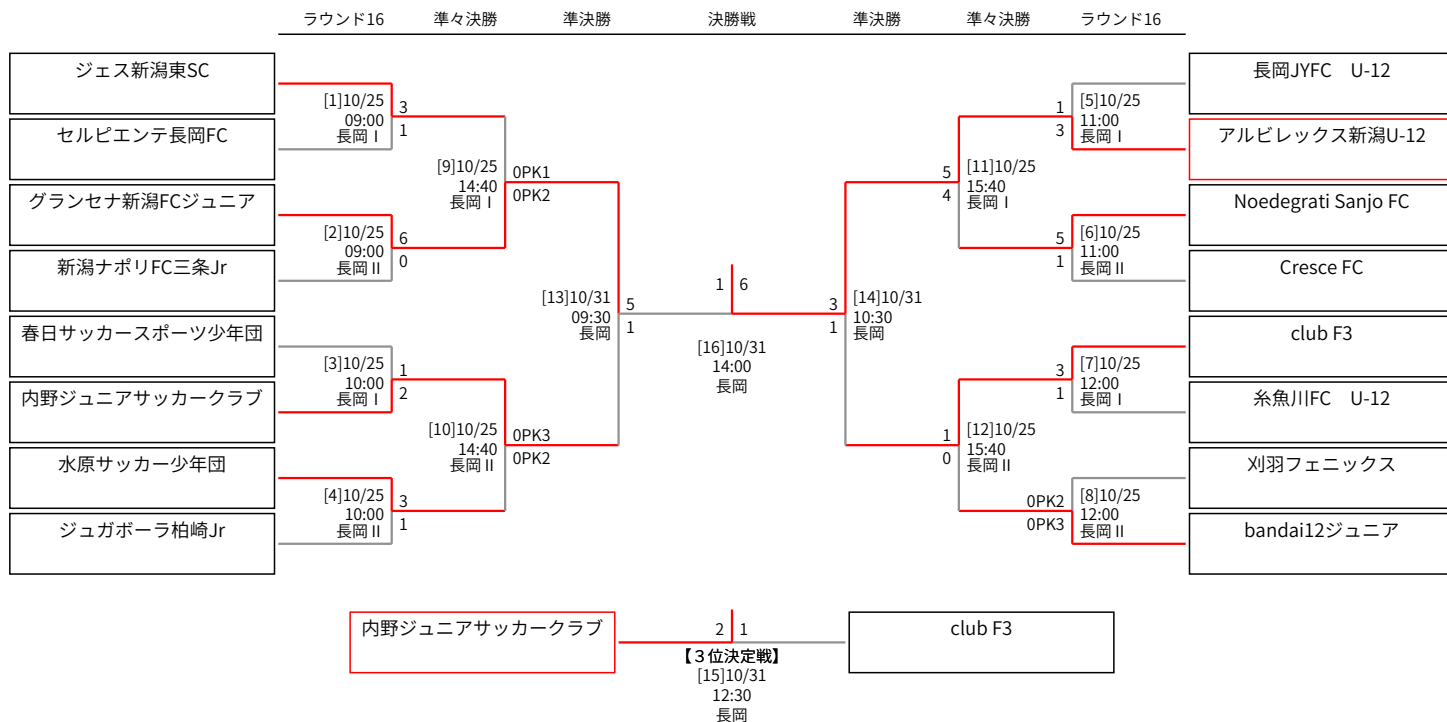 ラウンド16 準々決勝 準決勝 決勝戦 準決勝 準々決勝 ラウンド16
ジェス新潟東SC
セルピエンテ長岡FC
グランセナ新潟FCジュニア
新潟ナポリFC三条Jr
春日サッカースポーツ少年団
内野ジュニアサッカークラブ
水原サッカー少年団
ジュガボーラ柏崎Jr
[1]10/25
09:00
長岡Ⅰ
3
1
[2]10/25
09:00
長岡Ⅱ
6
0
[3]10/25
10:00
長岡Ⅰ
1
2
[4]10/25
10:00
長岡Ⅱ
3
1
[9]10/25
14:40
長岡Ⅰ
0PK1
0PK2
[10]10/25
14:40
長岡Ⅱ
0PK3
0PK2
[13]10/31
09:30
長岡
5
1
1 6
[16]10/31
14:00
長岡
3
1
[14]10/31
10:30
長岡
5
4
[11]10/25
15:40
長岡Ⅰ
1
0
[12]10/25
15:40
長岡Ⅱ
1
3
[5]10/25
11:00
長岡Ⅰ
5
1
[6]10/25
11:00
長岡Ⅱ
3
1
[7]10/25
12:00
長岡Ⅰ
0PK2
0PK3
[8]10/25
12:00
長岡Ⅱ
長岡JYFC　U-12
アルビレックス新潟U-12
Noedegrati Sanjo FC
Cresce FC
club F3
糸魚川FC　U-12
刈羽フェニックス
bandai12ジュニア
内野ジュニアサッカークラブ
2 1
club F3
【３位決定戦】
[15]10/31
12:30
長岡